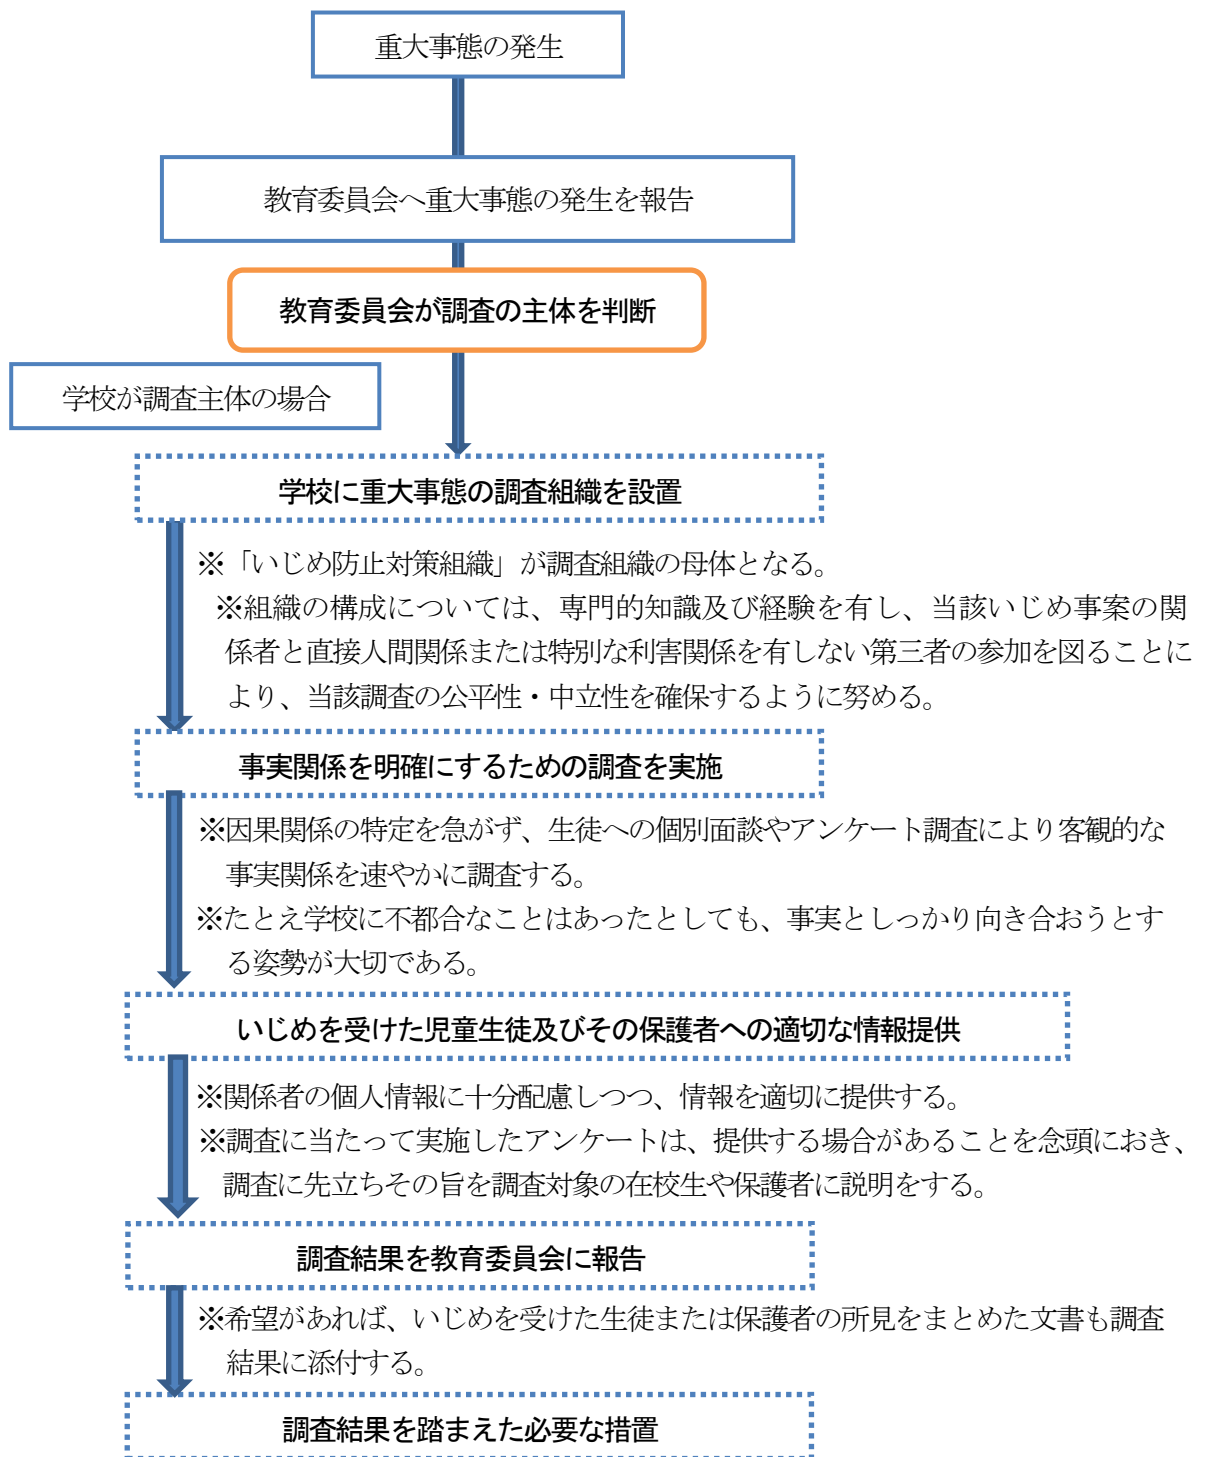 重大事態の発生
教育委員会へ重大事態の発生を報告
教育委員会が調査の主体を判断
学校が調査主体の場合
学校に重大事態の調査組織を設置
※「いじめ防止対策組織」が調査組織の母体となる。
※組織の構成については、専門的知識及び経験を有し、当該いじめ事案の関
係者と直接人間関係または特別な利害関係を有しない第三者の参加を図ることに
より、当該調査の公平性・中立性を確保するように努める。
事実関係を明確にするための調査を実施
※因果関係の特定を急がず、生徒への個別面談やアンケート調査により客観的な
事実関係を速やかに調査する。
※たとえ学校に不都合なことはあったとしても、事実としっかり向き合おうとす
る姿勢が大切である。
いじめを受けた児童生徒及びその保護者への適切な情報提供
※関係者の個人情報に十分配慮しつつ、情報を適切に提供する。
※調査に当たって実施したアンケートは、提供する場合があることを念頭におき、
調査に先立ちその旨を調査対象の在校生や保護者に説明をする。
調査結果を教育委員会に報告
※希望があれば、いじめを受けた生徒または保護者の所見をまとめた文書も調査
結果に添付する。
調査結果を踏まえた必要な措置